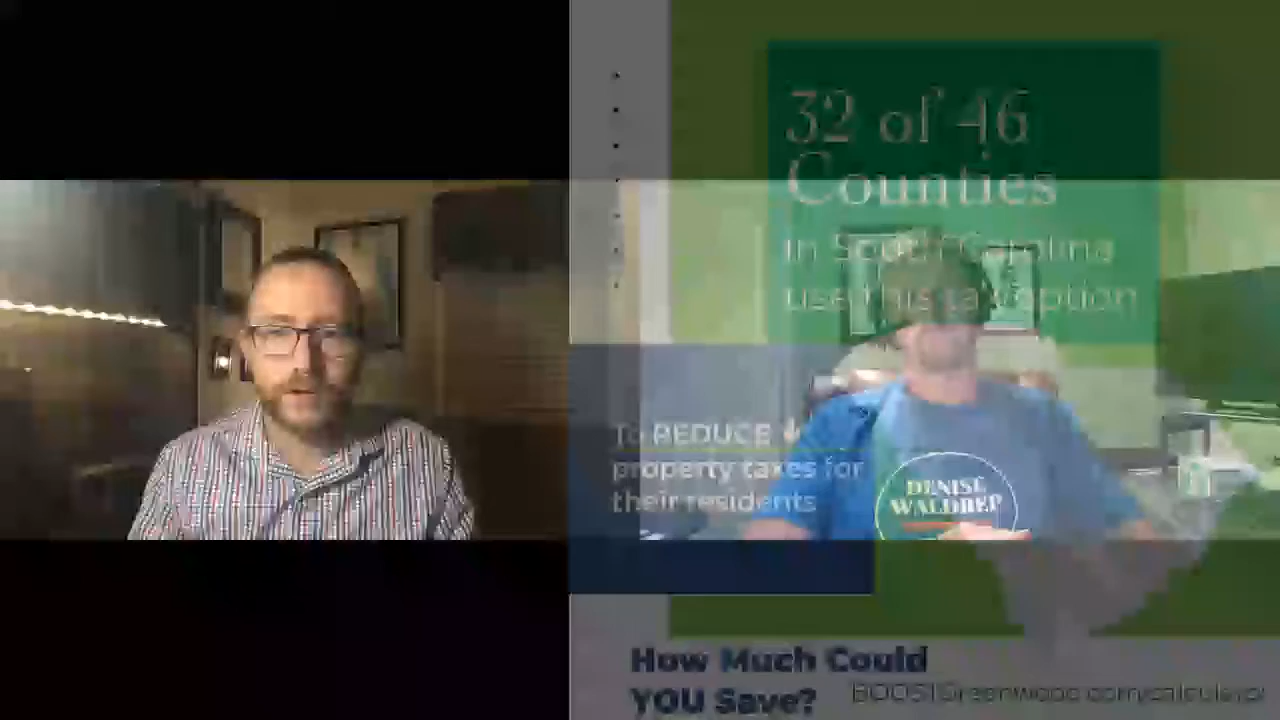 32 of 46
Counties
in South Carolina
use this tax option
To REDUCE
property taxes for
their residents
DENISE
WALDREP
How Much Could
YOU Save?
BOOSTGreenwood.com/calculator